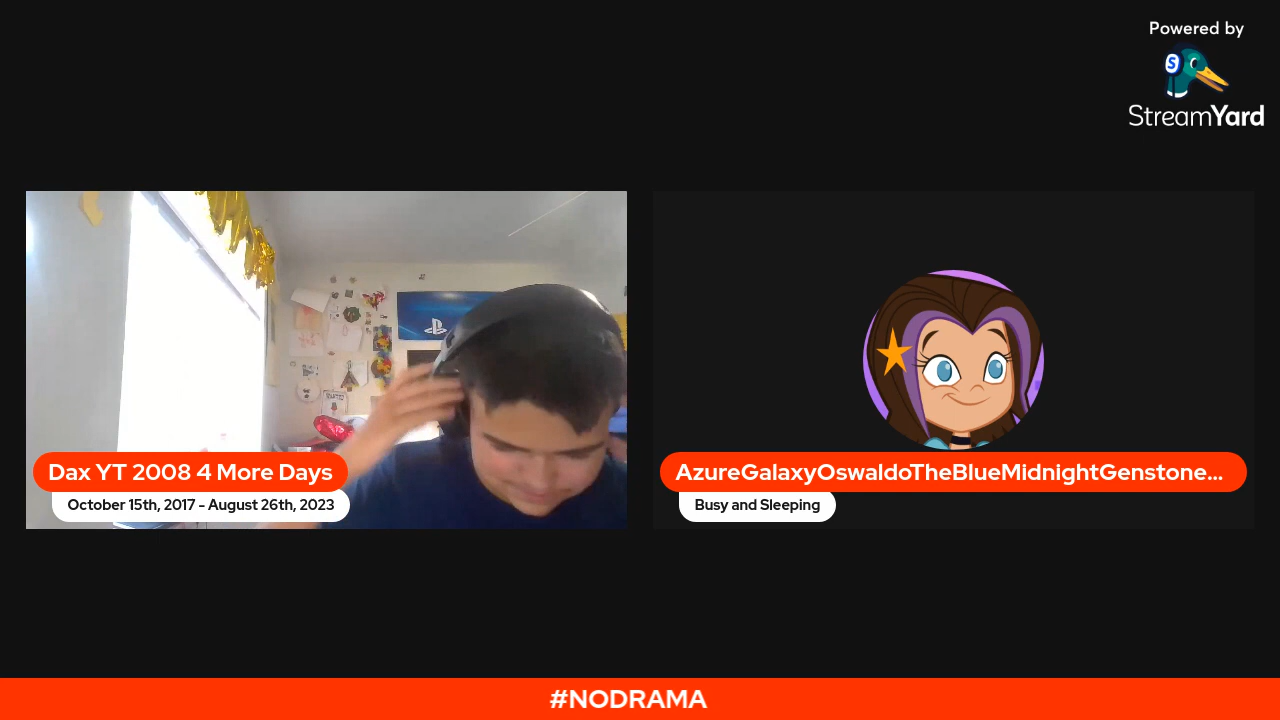 Powered by
S
StreamYard
WANTED
Dax YT 2008 4 More Days
October 15th, 2017 - August 26th, 2023
AzureGalaxyOswaldoTheBlueMidnightGenstone...
Busy and Sleeping
#NODRAMA